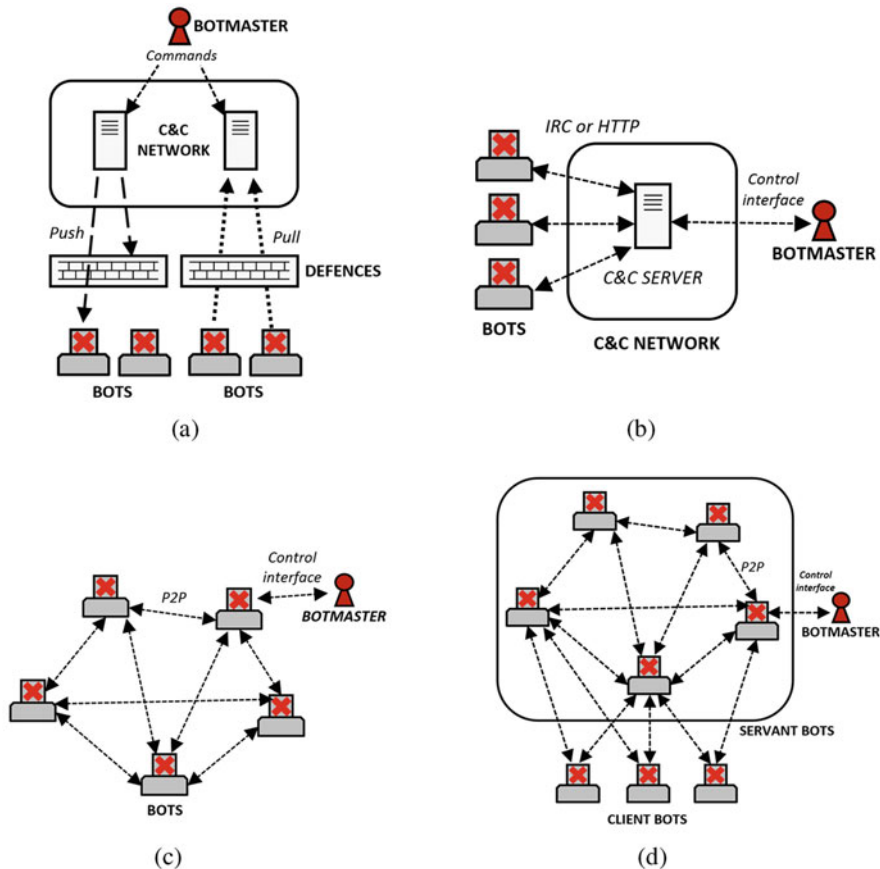 BOTMASTER
Commands
C&C
NETWORK
Push
Pull
DEFENCES
BOTS
BOTS
(a)
IRC or HTTP
Control
interface
BOTMASTER
C&C SERVER
BOTS
C&C NETWORK
(b)
Control
interface
P2P
BOTMASTER
BOTS
(c)
P2P
Control
interface
BOTMASTER
SERVANT BOTS
CLIENT BOTS
(d)